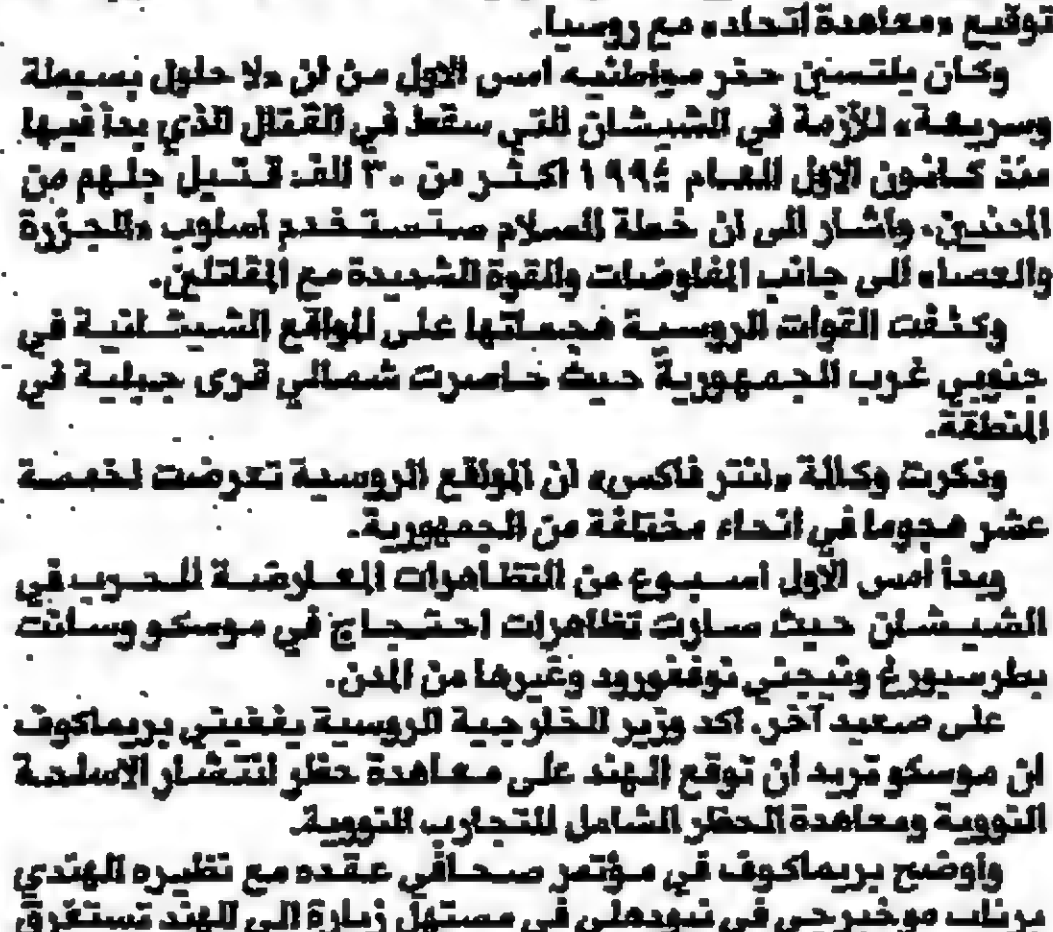 توقيع «معاهدة اتحاد» مع روسيا.
وكان يلتسين حذر مواطنيه امس الاول من ان «لا حلول بسيطة
وسريعة» للأزمة في الشيشان التي سقط في القتال الذي بدأ فيها
منذ كانون الاول العام ١٩٩٤ اكثر من ٣٠ الف قتيل جلهم من
المدنيين. واشار الى ان خطة السلام ستستخدم اسلوب «الجزرة
والعصا» الى جانب المفاوضات والقوة الشديدة مع المقاتلين.
وكثفت القوات الروسية هجماتها على المواقع الشيشانية في
جنوبي غرب الجمهورية حيث حاصرت شمالي قرى جبلية في
المنطقة.
وذكرت وكالة «انتر فاكس» ان المواقع الروسية تعرضت لخمسة
عشر هجوما في انحاء مختلفة من الجمهورية.
وبدأ امس الأول اسبوع من التظاهرات المعارضة للحرب في
الشيشان حيث سارت تظاهرات احتجاج في موسكو وسانت
بطرسبورغ ونيجني نوفغورود وغيرها من المدن.
على صعيد آخر، اكد وزير الخارجية الروسية يفغيني بريماكوف
ان موسكو تريد ان توقع الهند على معاهدة حظر انتشار الاسلحة
النووية ومعاهدة الحظر الشامل للتجارب النووية.
واوضح بريماكوف في مؤتمر صحافي عقده مع نظيره الهندي
برناب موخيرجي في نيودهلي في مستهل زيارة الى الهند تستغرق